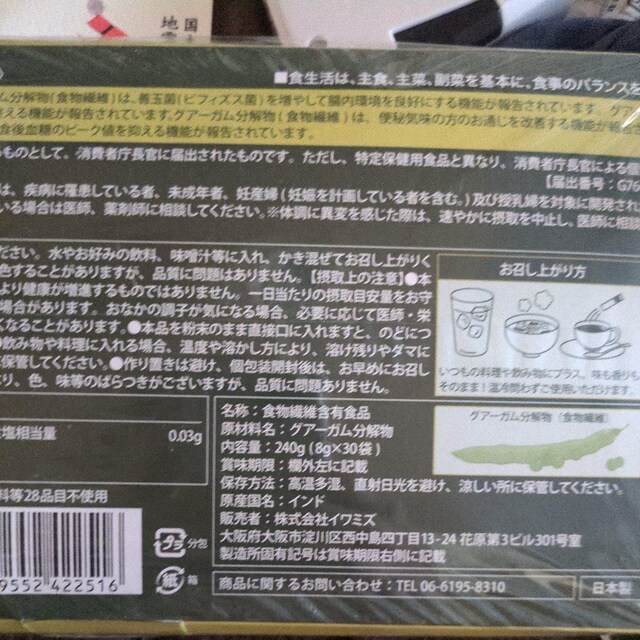 国土
地震
■食生活は、主食、主菜、副菜を基本に、食事のバランスを
ム分解物(食物繊維)は、善玉菌(ビフィズス菌)を増やして腸内環境を良好にする機能が報告されています。グア
える機能が報告されています。グアーガム分解物(食物繊維)は、便秘気味の方のお通じを改善する機能が報
食後血糖のピーク値を抑える機能が報告されています。
るものとして、消費者庁長官に届出されたものです。ただし、特定保健用食品と異なり、消費者庁長官による個
【届出番号：G76
は、疾病に罹患している者、未成年者、妊産婦(妊娠を計画している者を含む。)及び授乳婦を対象に開発され
いる場合は医師、薬剤師に相談してください。※体調に異変を感じた際は、速やかに摂取を中止し、医師に相談
ださい。水やお好みの飲料、味噌汁等に入れ、かき混ぜてお召し上がりく
色することがありますが、品質に問題はありません。【摂取上の注意】●本
より健康が増進するものではありません。一日当たりの摂取目安量をお守
場合があります。おなかの調子が気になる場合、必要に応じて医師・栄
くなることがあります。●本品を粉末のまま直接口に入れますと、のどにつ
飲み物や料理に入れる場合、温度や溶かし方により、溶け残りやダマに
保管してください。●作り置きは避け、個包装開封後は、お早めにお召し
より、色、味等のばらつきがございますが、品質に問題ありません。
お召し上がり方
いつもの料理や飲み物にプラス。味も香りも
そのまま！温冷問わずご使用いただけます。
塩相当量 0.03g
料等28品目不使用
9552 422516
プラ 分包
紙 箱
名称：食物繊維含有食品
原材料名：グアーガム分解物
内容量：240g(8g×30袋)
賞味期限：欄外左に記載
保存方法：高温多湿、直射日光を避け、涼しい所に保管してください。
原産国名：インド
販売者：株式会社イワミズ
大阪府大阪市淀川区西中島四丁目13-24 花原第3ビル301号室
製造所固有記号は賞味期限右側に記載
グアーガム分解物(食物繊維)
商品に関するお問い合わせ：TEL 06-6195-8310
日本製